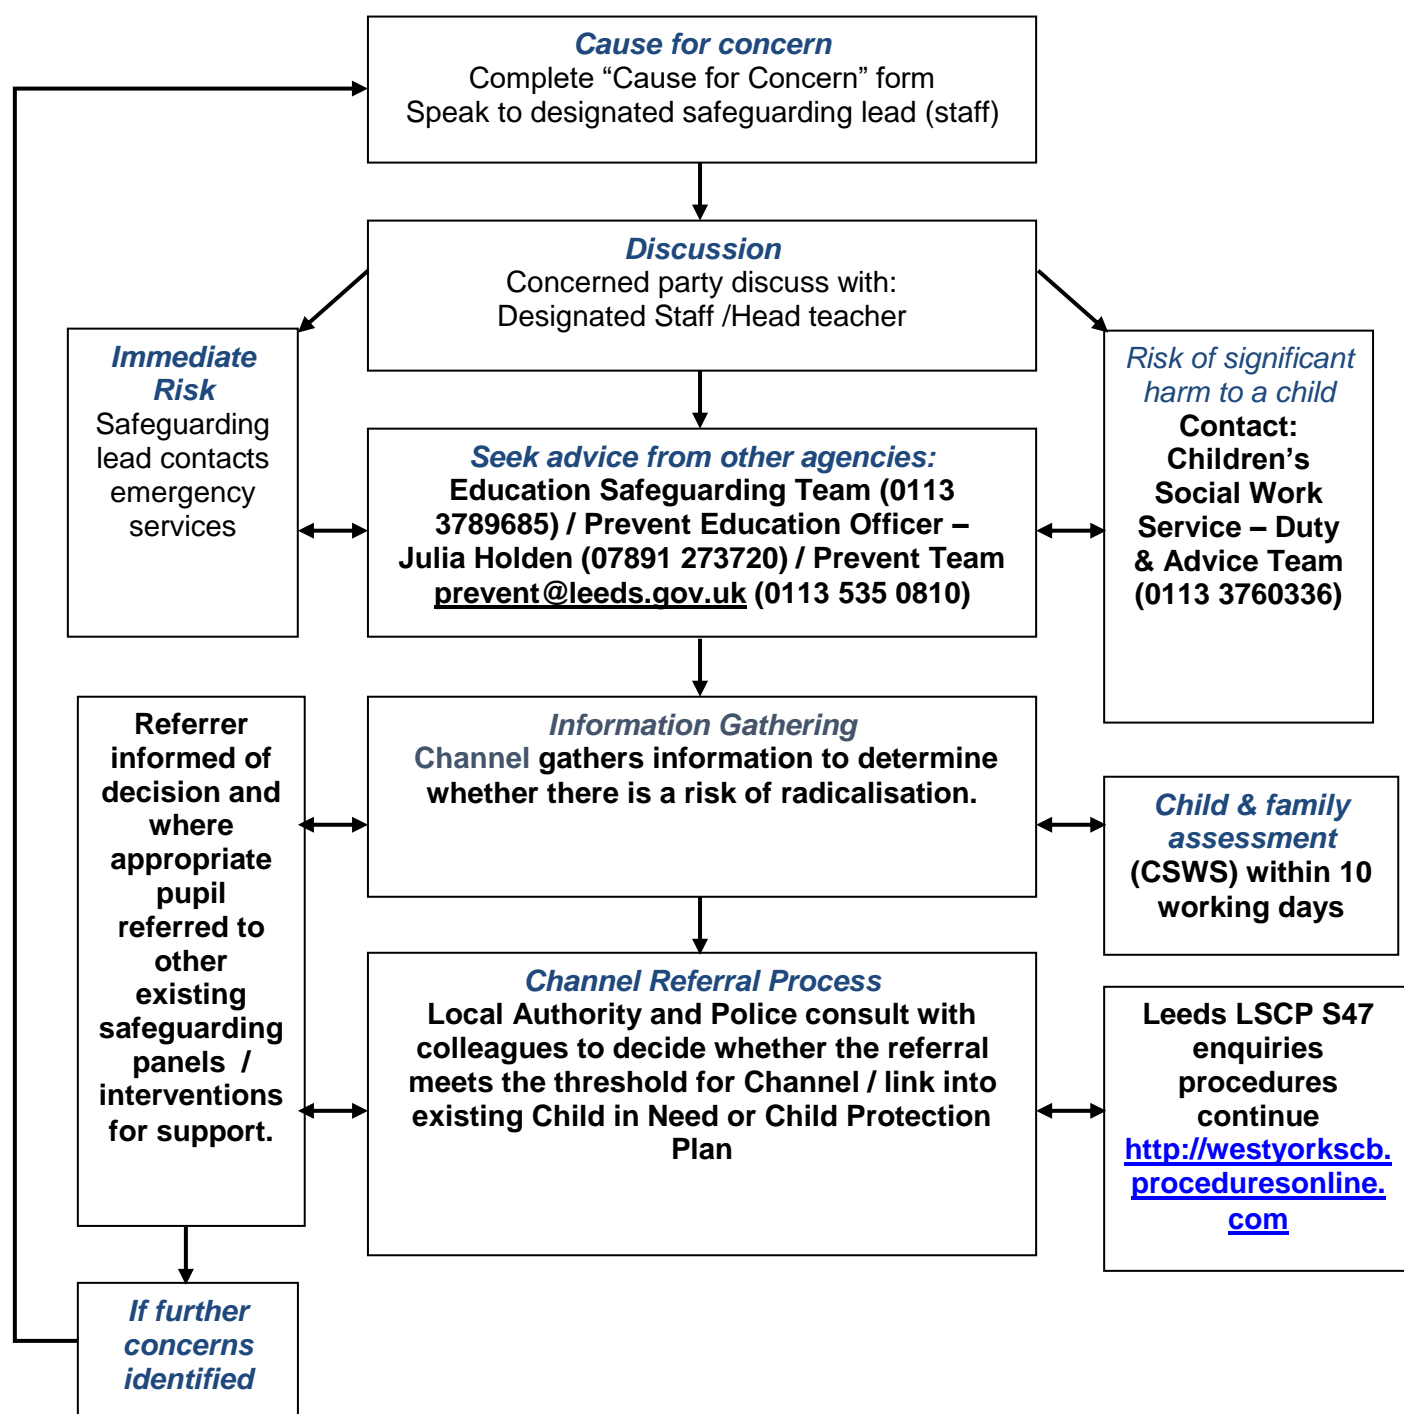 Cause for concern
Complete “Cause for Concern” form
Speak to designated safeguarding lead (staff)
Discussion
Concerned party discuss with:
Designated Staff /Head teacher
Immediate
Risk
Safeguarding
lead contacts
emergency
services
Seek advice from other agencies:
Education Safeguarding Team (0113
3789685) / Prevent Education Officer –
Julia Holden (07891 273720) / Prevent Team
prevent@leeds.gov.uk (0113 535 0810)
Risk of significant
harm to a child
Contact:
Children’s
Social Work
Service – Duty
& Advice Team
(0113 3760336)
Referrer
informed of
decision and
where
appropriate
pupil
referred to
other
existing
safeguarding
panels /
interventions
for support.
Information Gathering
Channel gathers information to determine
whether there is a risk of radicalisation.
Child & family
assessment
(CSWS) within 10
working days
Channel Referral Process
Local Authority and Police consult with
colleagues to decide whether the referral
meets the threshold for Channel / link into
existing Child in Need or Child Protection
Plan
Leeds LSCP S47
enquiries
procedures
continue
http://westyorkscb.
proceduresonline.
com
If further
concerns
identified